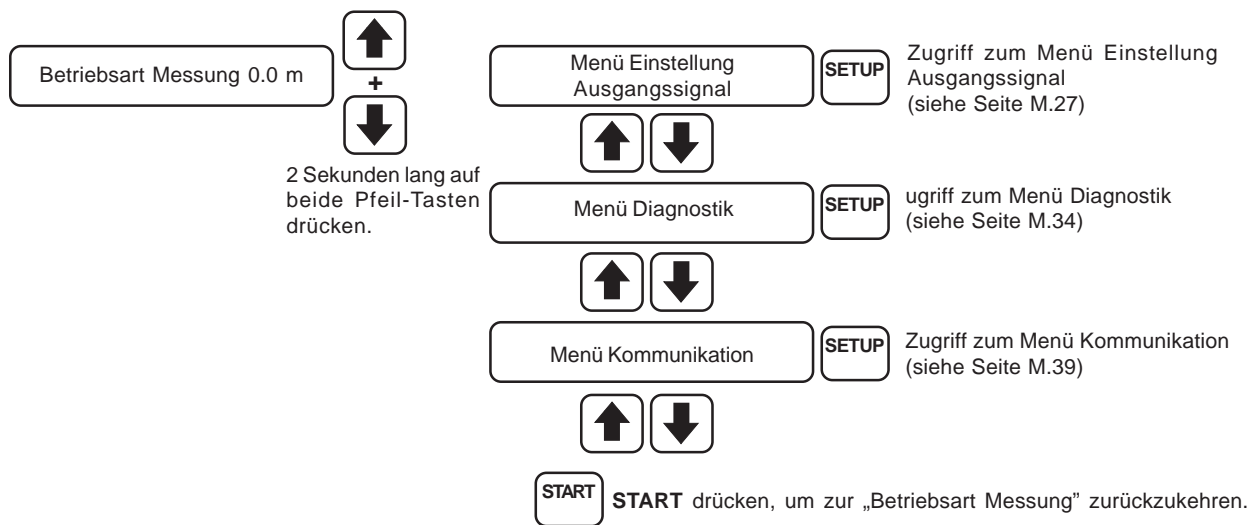 Betriebsart Messung 0.0 m
+
2 Sekunden lang auf
beide Pfeil-Tasten
drücken.
Menü Einstellung
Ausgangssignal
SETUP
Zugriff zum Menü Einstellung
Ausgangssignal
(siehe Seite M.27)
Menü Diagnostik
SETUP
ugriff zum Menü Diagnostik
(siehe Seite M.34)
Menü Kommunikation
SETUP
Zugriff zum Menü Kommunikation
(siehe Seite M.39)
START
START drücken, um zur „Betriebsart Messung” zurückzukehren.